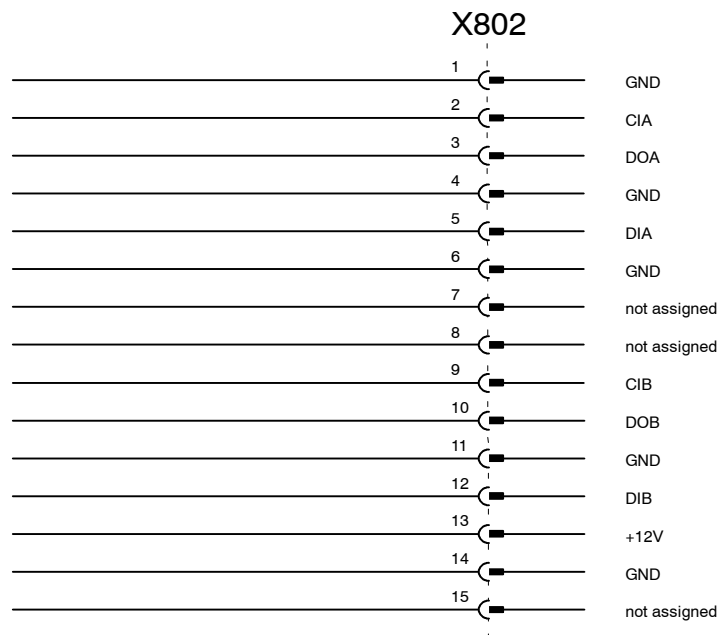 X802
1 GND
2 CIA
3 DOA
4 GND
5 DIA
6 GND
7 not assigned
8 not assigned
9 CIB
10 DOB
11 GND
12 DIB
13 +12V
14 GND
15 not assigned